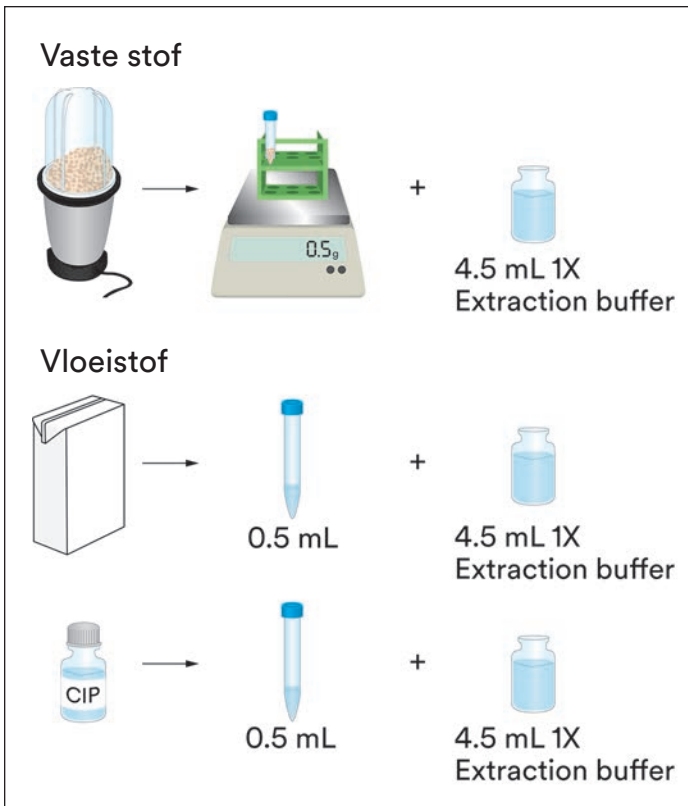 Vaste stof
0.5g
4.5 mL 1X
Extraction buffer
Vloeistof
0.5 mL
4.5 mL 1X
Extraction buffer
CIP
0.5 mL
4.5 mL 1X
Extraction buffer